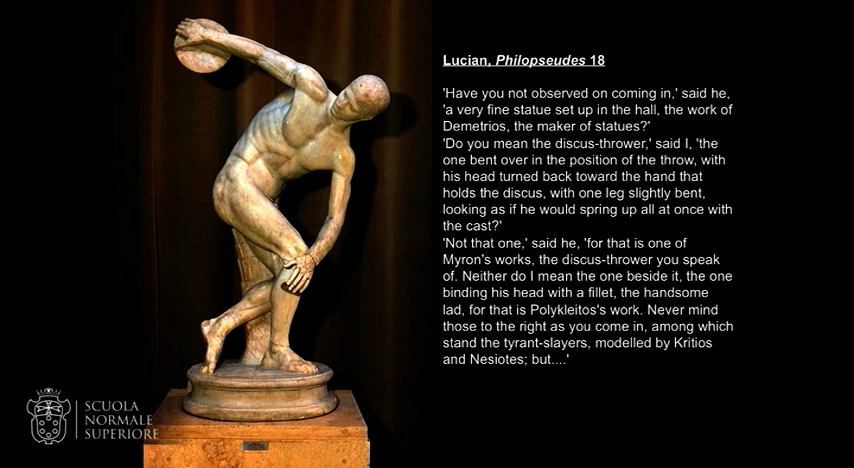 Lucian, Philopseudes 18
'Have you not observed on coming in,' said he,
'a very fine statue set up in the hall, the work of
Demetrios, the maker of statues?'
'Do you mean the discus-thrower,' said I, 'the
one bent over in the position of the throw, with
his head turned back toward the hand that
holds the discus, with one leg slightly bent,
looking as if he would spring up all at once with
the cast?'
'Not that one,' said he, 'for that is one of
Myron's works, the discus-thrower you speak
of. Neither do I mean the one beside it, the one
binding his head with a fillet, the handsome
lad, for that is Polykleitos's work. Never mind
those to the right as you come in, among which
stand the tyrant-slayers, modelled by Kritios
and Nesiotes; but....'
SCUOLA
NORMALE
SUPERIORE